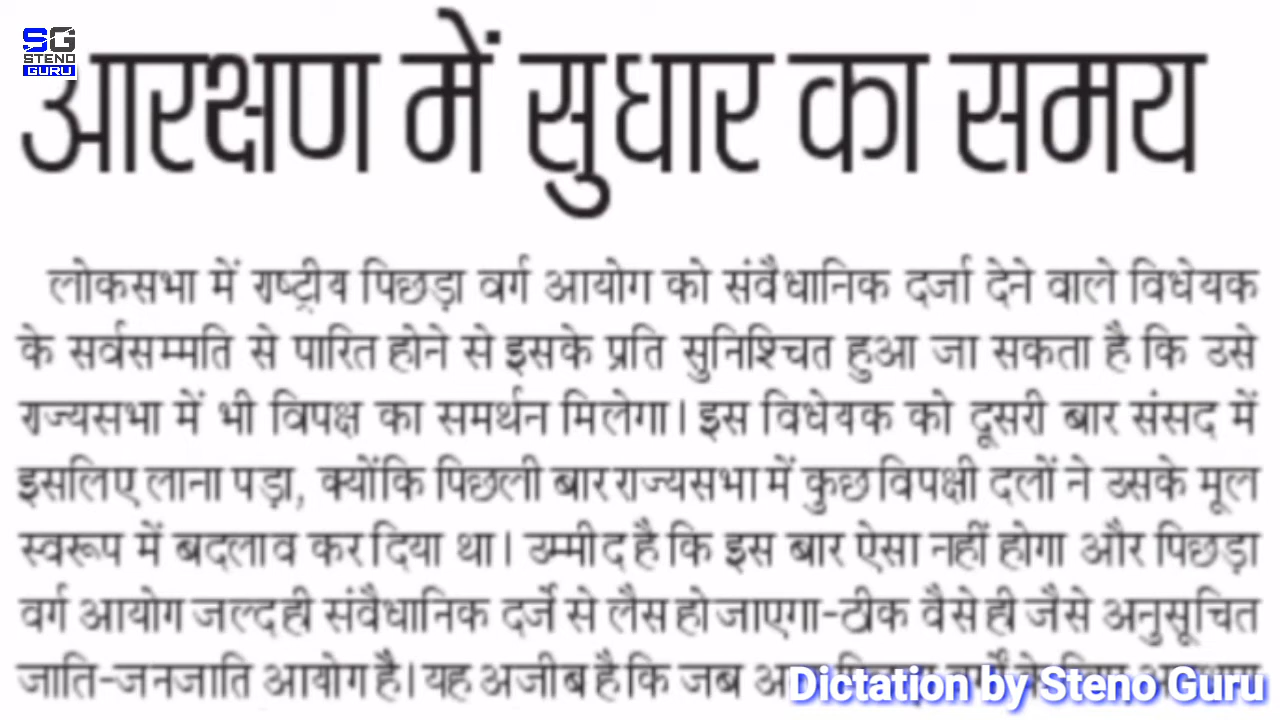 SG
STENO
GURU
आरक्षण में सुधार का समय
लोकसभा में राष्ट्रीय पिछड़ा वर्ग आयोग को संवैधानिक दर्जा देने वाले विधेयक
के सर्वसम्मति से पारित होने से इसके प्रति सुनिश्चित हुआ जा सकता है कि उसे
राज्यसभा में भी विपक्ष का समर्थन मिलेगा। इस विधेयक को दूसरी बार संसद में
इसलिए लाना पड़ा, क्योंकि पिछली बार राज्यसभा में कुछ विपक्षी दलों ने उसके मूल
स्वरूप में बदलाव कर दिया था। उम्मीद है कि इस बार ऐसा नहीं होगा और पिछड़ा
वर्ग आयोग जल्द ही संवैधानिक दर्जे से लैस हो जाएगा-ठीक वैसे ही जैसे अनुसूचित
जाति-जनजाति आयोग है। यह अजीब है कि जब
Dictation by Steno Guru